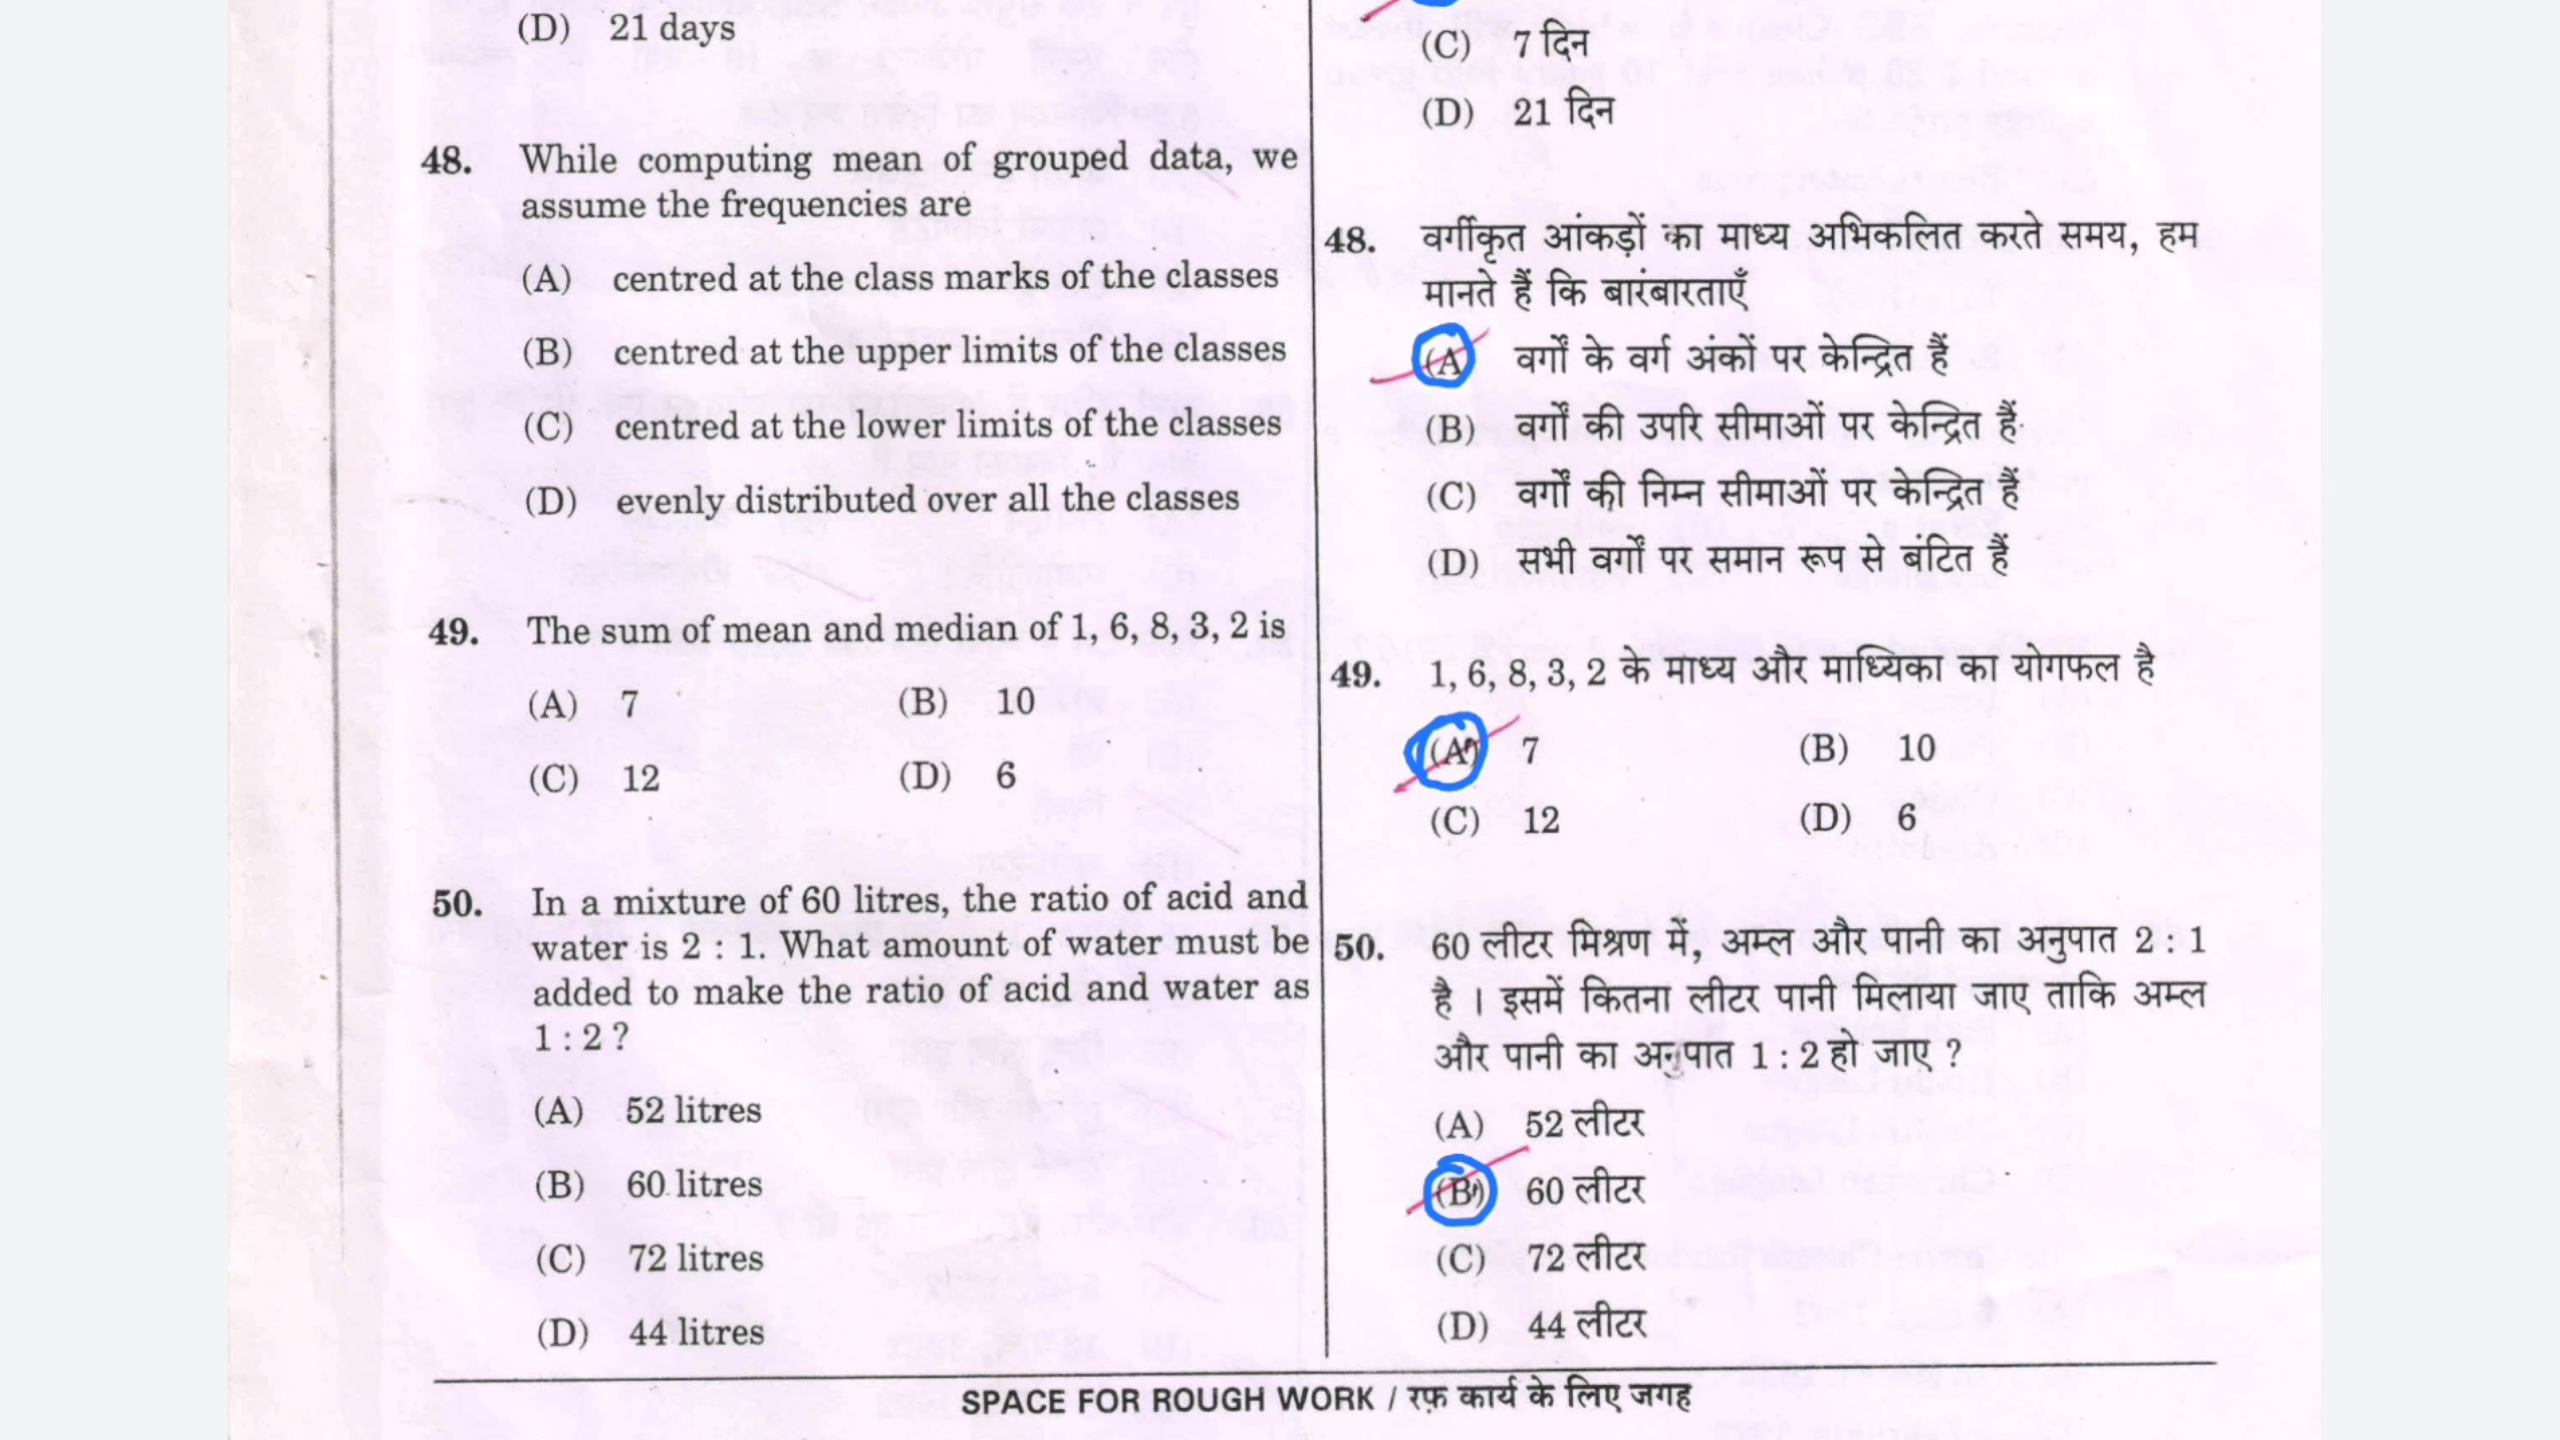 (D) 21 days
48. While computing mean of grouped data, we
assume the frequencies are
(A) centred at the class marks of the classes
(B) centred at the upper limits of the classes
(C) centred at the lower limits of the classes
(D) evenly distributed over all the classes
49. The sum of mean and median of 1, 6, 8, 3, 2 is
(A) 7 (B) 10
(C) 12 (D) 6
50. In a mixture of 60 litres, the ratio of acid and
water is 2 : 1. What amount of water must be
added to make the ratio of acid and water as
1 : 2 ?
(A) 52 litres
(B) 60 litres
(C) 72 litres
(D) 44 litres
(C) 7 दिन
(D) 21 दिन
48. वर्गीकृत आंकड़ों का माध्य अभिकलित करते समय, हम
मानते हैं कि बारंबारताएँ
(A) वर्गों के वर्ग अंकों पर केन्द्रित हैं
(B) वर्गों की उपरि सीमाओं पर केन्द्रित हैं
(C) वर्गों की निम्न सीमाओं पर केन्द्रित हैं
(D) सभी वर्गों पर समान रूप से बंटित हैं
49. 1, 6, 8, 3, 2 के माध्य और माध्यिका का योगफल है
(A) 7 (B) 10
(C) 12 (D) 6
50. 60 लीटर मिश्रण में, अम्ल और पानी का अनुपात 2 : 1
है । इसमें कितना लीटर पानी मिलाया जाए ताकि अम्ल
और पानी का अनुपात 1 : 2 हो जाए ?
(A) 52 लीटर
(B) 60 लीटर
(C) 72 लीटर
(D) 44 लीटर
SPACE FOR ROUGH WORK / रफ़ कार्य के लिए जगह